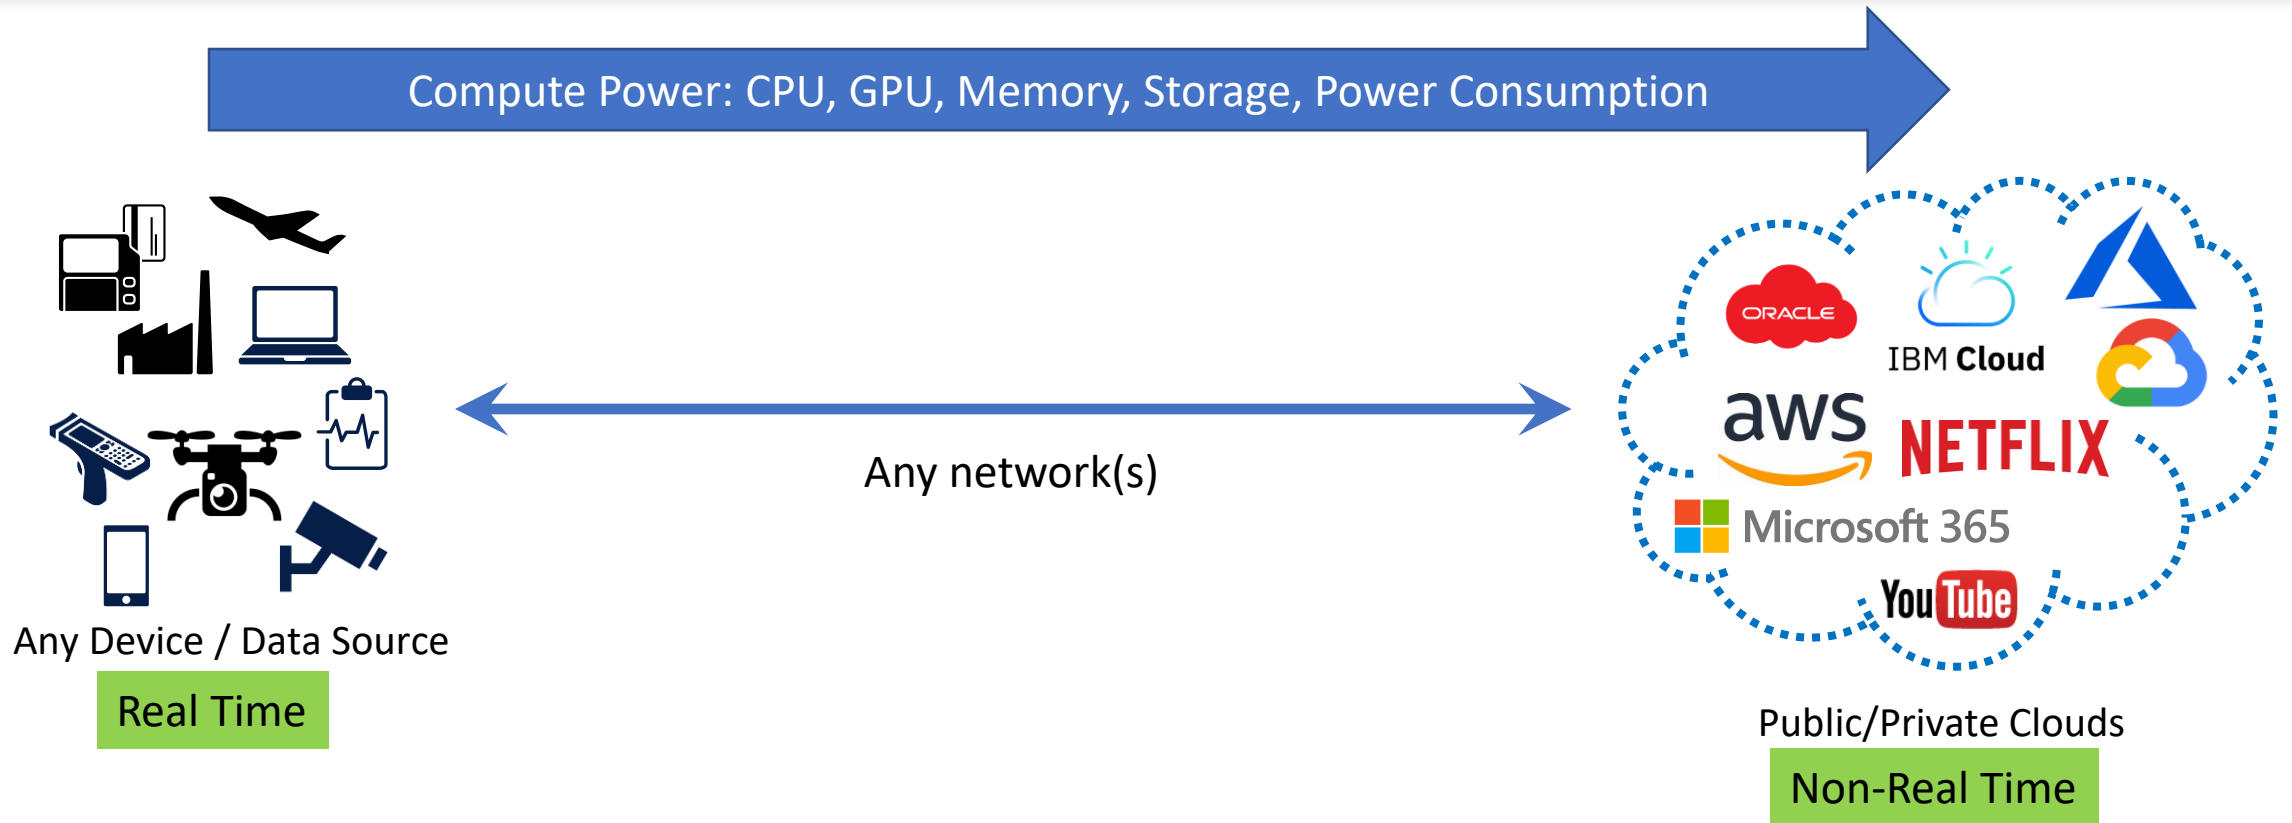 Compute Power: CPU, GPU, Memory, Storage, Power Consumption
ORACLE
IBM Cloud
aws
NETFLIX
Microsoft 365
YouTube
Any network(s)
Any Device / Data Source
Real Time
Public/Private Clouds
Non-Real Time